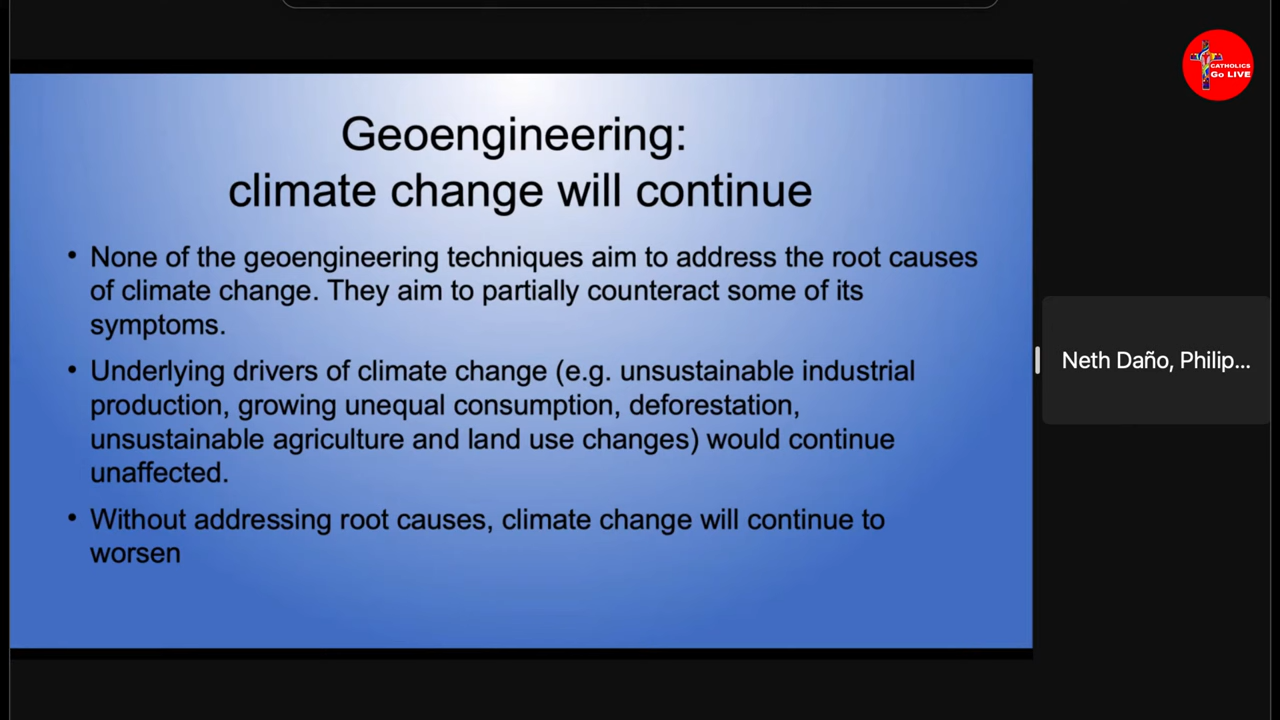 CATHOLICS
Go LIVE
Geoengineering:
climate change will continue
• None of the geoengineering techniques aim to address the root causes
of climate change. They aim to partially counteract some of its
symptoms.
• Underlying drivers of climate change (e.g. unsustainable industrial
production, growing unequal consumption, deforestation,
unsustainable agriculture and land use changes) would continue
unaffected.
• Without addressing root causes, climate change will continue to
worsen
Neth Daño, Philip...